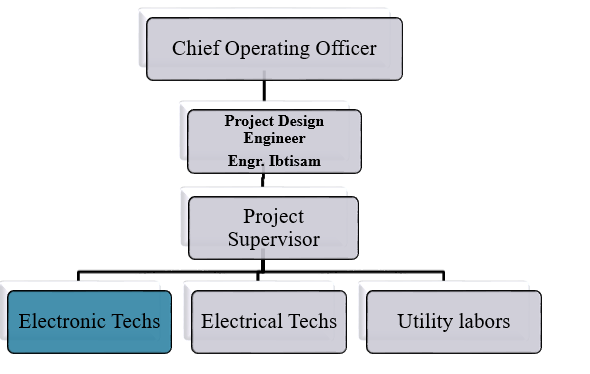 Chief Operating Officer
Project Design
Engineer
Engr. Ibtisam
Project
Supervisor
Electronic Techs
Electrical Techs
Utility labors